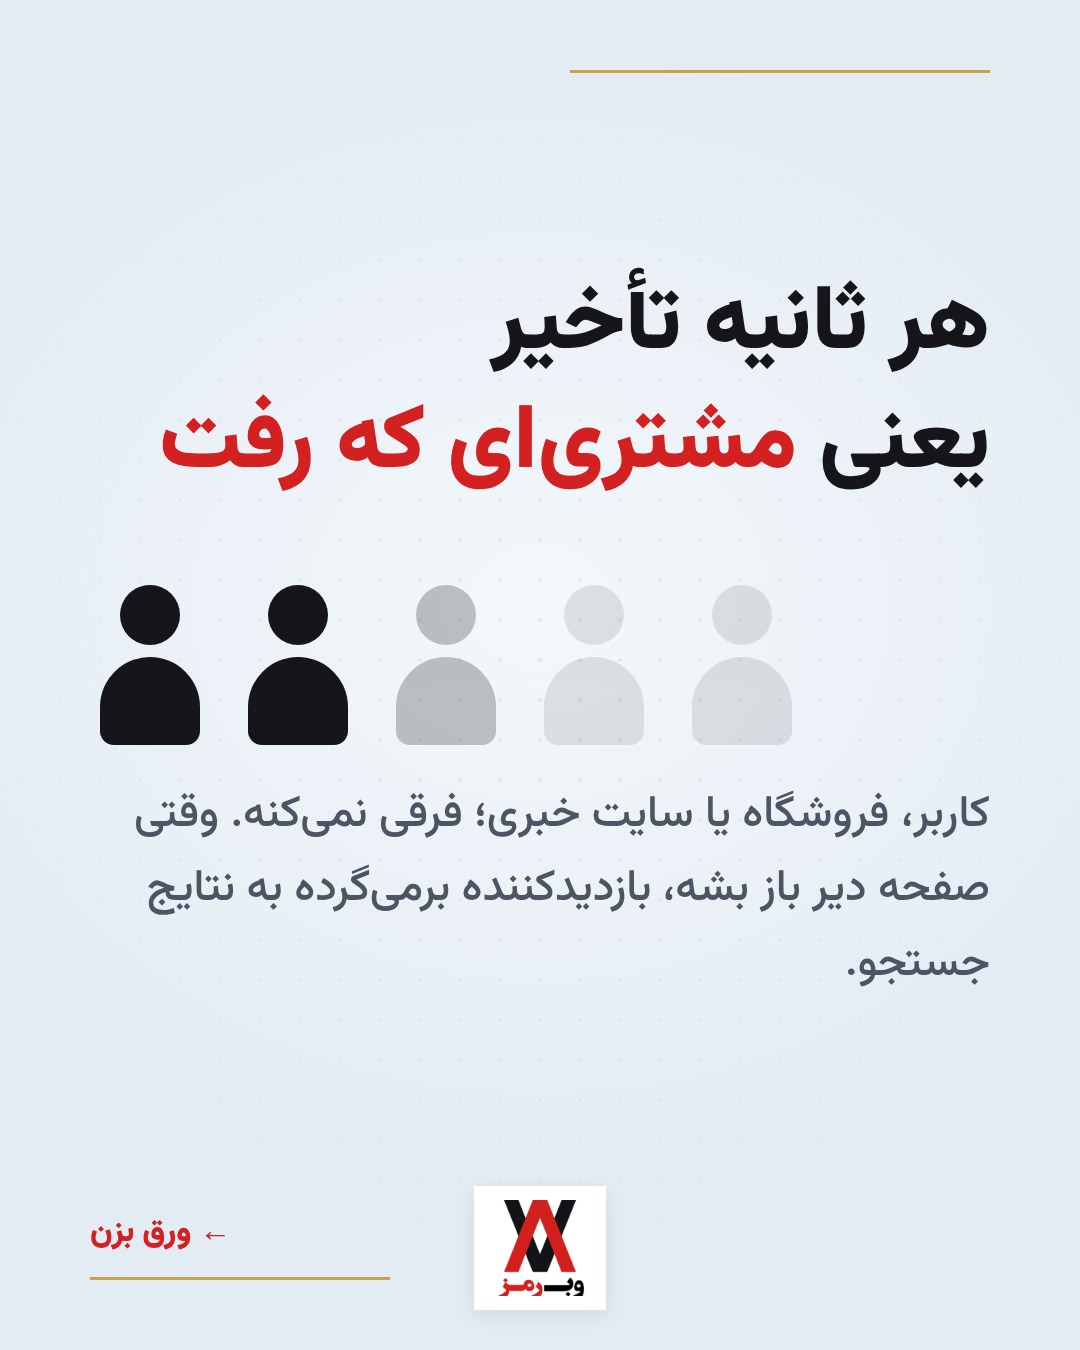 هر ثانیه تأخیر
یعنی مشتری‌ای که رفت
کاربر، فروشگاه یا سایت خبری؛ فرقی نمی‌کنه. وقتی
صفحه دیر باز بشه، بازدیدکننده برمی‌گرده به نتایج
جستجو.
← ورق بزن
وب‌رمز